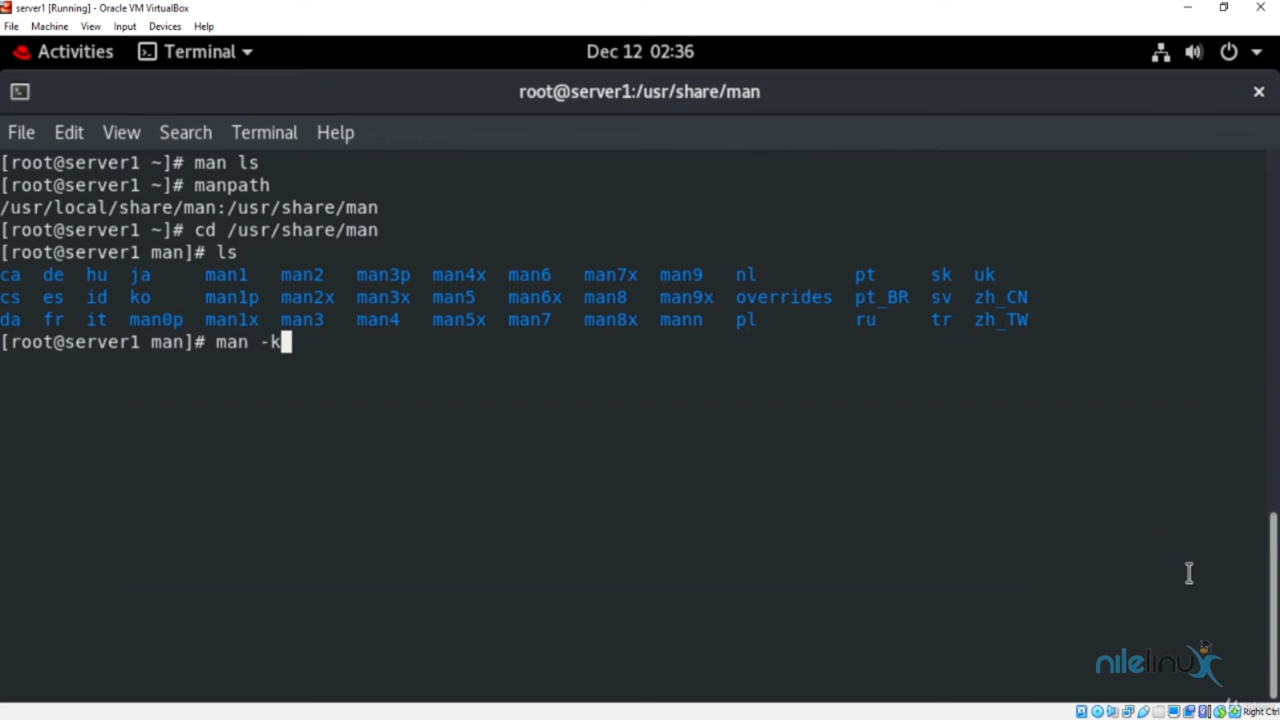 server1 [Running] - Oracle VM VirtualBox
File Machine View Input Devices Help
Activities Terminal Dec 12 02:36
root@server1:/usr/share/man
File Edit View Search Terminal Help
[root@server1 ~]# man ls
[root@server1 ~]# manpath
/usr/local/share/man:/usr/share/man
[root@server1 ~]# cd /usr/share/man
[root@server1 man]# ls
ca de hu ja man1 man2 man3p man4x man6 man7x man9 nl pt sk uk
cs es id ko man1p man2x man3x man5 man6x man8 man9x overrides pt_BR sv zh_CN
da fr it man0p man1x man3 man4 man5x man7 man8x mann pl ru tr zh_TW
[root@server1 man]# man -k
nilelinux
Right Ctrl